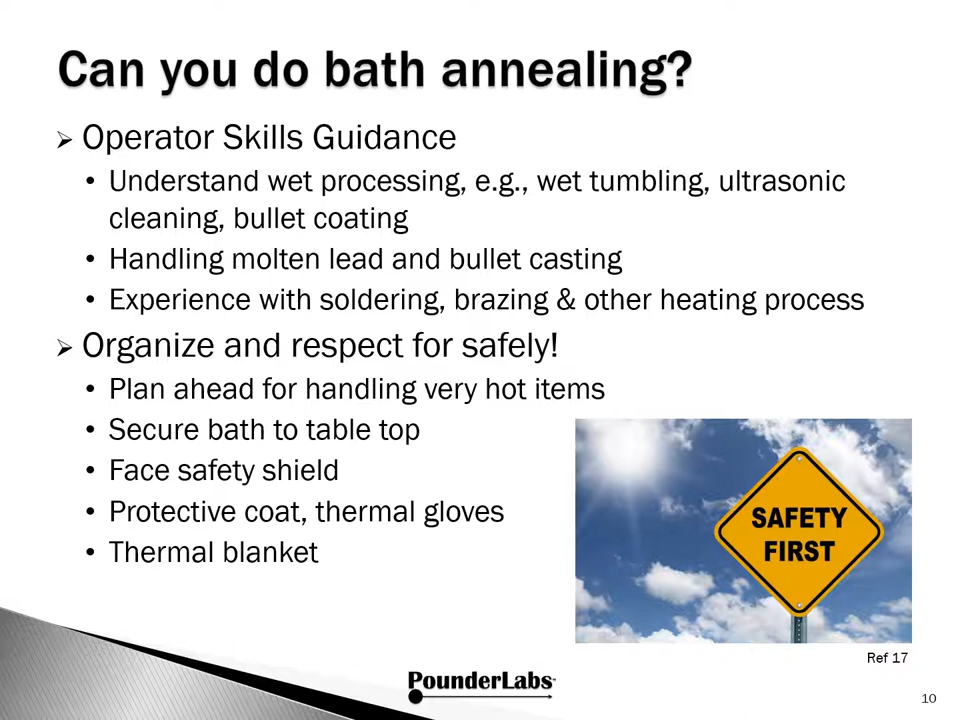 Can you do bath annealing?
Operator Skills Guidance
Understand wet processing, e.g., wet tumbling, ultrasonic
cleaning, bullet coating
Handling molten lead and bullet casting
Experience with soldering, brazing & other heating process
Organize and respect for safely!
Plan ahead for handling very hot items
Secure bath to table top
Face safety shield
Protective coat, thermal gloves
Thermal blanket
SAFETY
FIRST
Ref 17
PounderLabs
10